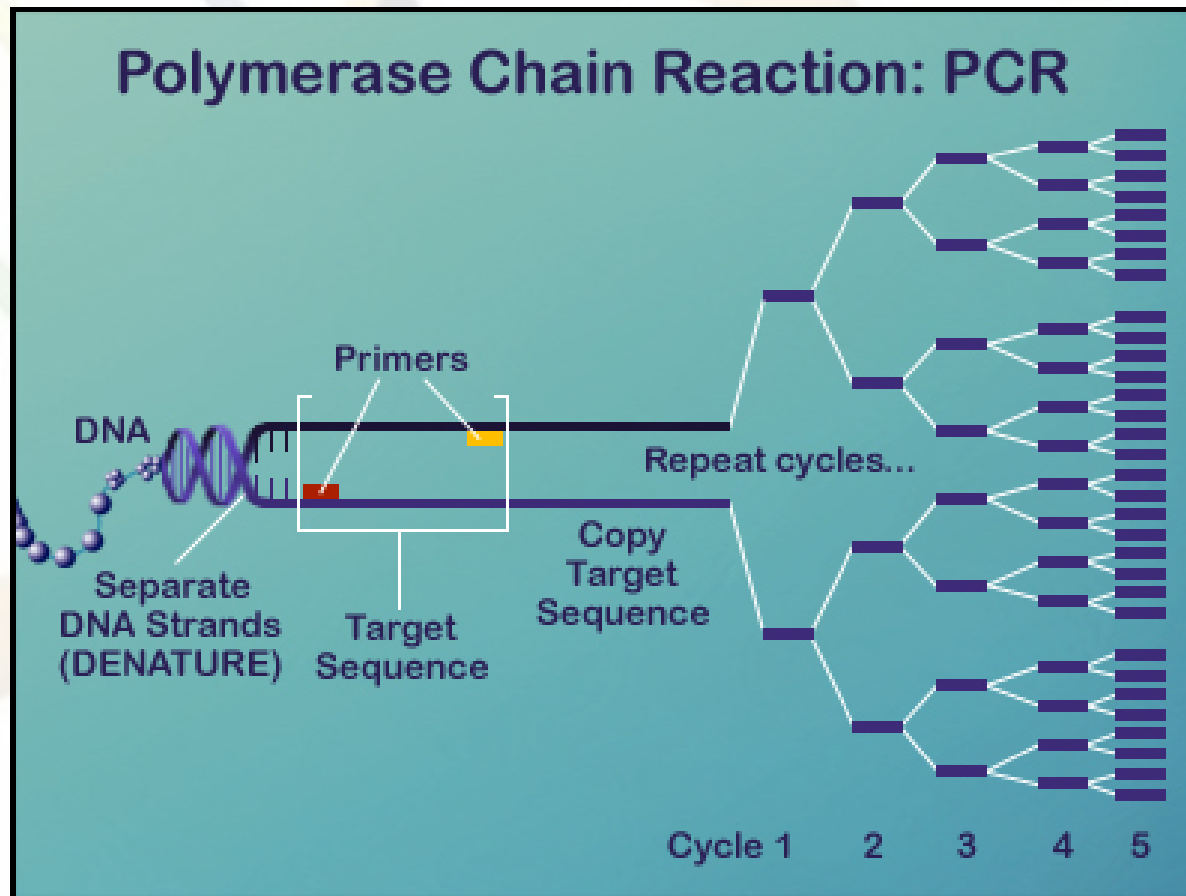 Polymerase Chain Reaction: PCR
Primers
DNA
Repeat cycles...
Separate
DNA Strands
(DENATURE)
Target
Sequence
Copy
Target
Sequence
Cycle 1 2 3 4 5